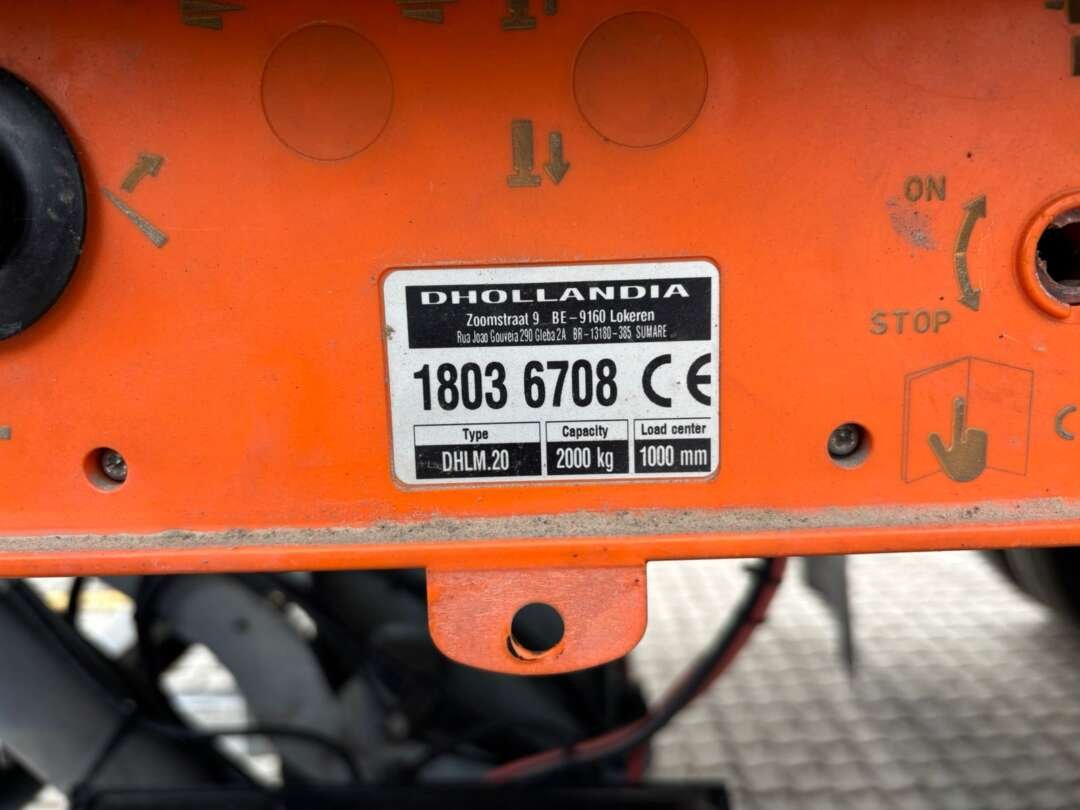 ON
STOP
DHOLLANDIA
Zoomstraat 9 BE-9160 Lokeren
Rua Joao Gouveia 290 Gleba 2A BR-13180-385 SUMARE
1803 6708 CE
Type Capacity Load center
DHLM.20 2000 kg 1000 mm